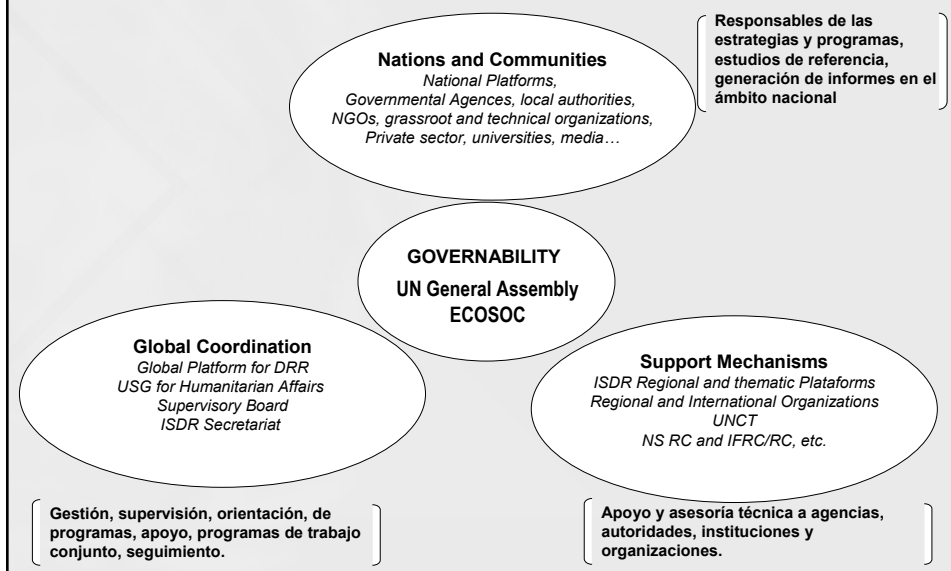 Nations and Communities
National Platforms,
Governmental Agences, local authorities,
NGOs, grassroot and technical organizations,
Private sector, universities, media…
Responsables de las
estrategias y programas,
estudios de referencia,
generación de informes en el
ámbito nacional
GOVERNABILITY
UN General Assembly
ECOSOC
Global Coordination
Global Platform for DRR
USG for Humanitarian Affairs
Supervisory Board
ISDR Secretariat
Support Mechanisms
ISDR Regional and thematic Plataforms
Regional and International Organizations
UNCT
NS RC and IFRC/RC, etc.
Gestión, supervisión, orientación, de
programas, apoyo, programas de trabajo
conjunto, seguimiento.
Apoyo y asesoría técnica a agencias,
autoridades, instituciones y
organizaciones.